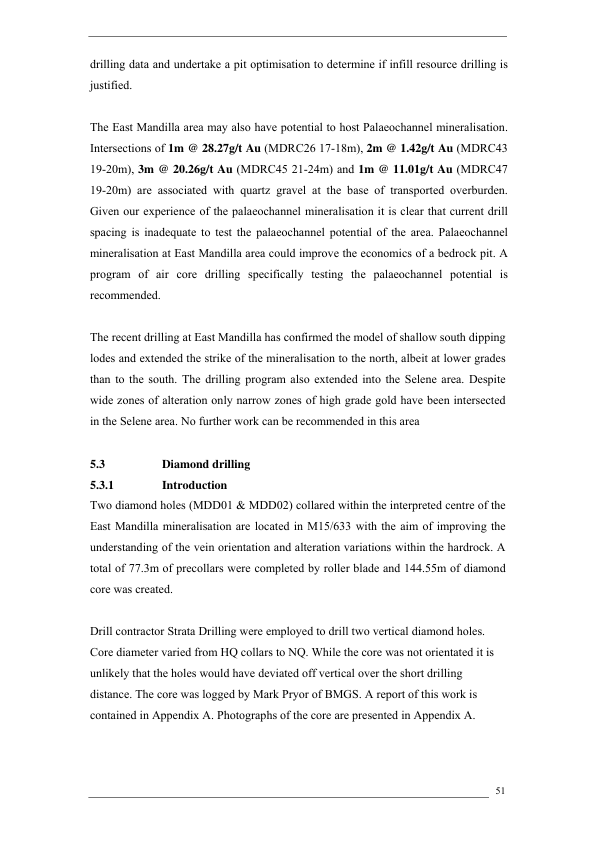 drilling data and undertake a pit optimisation to determine if infill resource drilling is
justified.
The East Mandilla area may also have potential to host Palaeochannel mineralisation.
Intersections of 1m @ 28.27g/t Au (MDRC26 17-18m), 2m @ 1.42g/t Au (MDRC43
19-20m), 3m @ 20.26g/t Au (MDRC45 21-24m) and 1m @ 11.01g/t Au (MDRC47
19-20m) are associated with quartz gravel at the base of transported overburden.
Given our experience of the palaeochannel mineralisation it is clear that current drill
spacing is inadequate to test the palaeochannel potential of the area. Palaeochannel
mineralisation at East Mandilla area could improve the economics of a bedrock pit. A
program of air core drilling specifically testing the palaeochannel potential is
recommended.
The recent drilling at East Mandilla has confirmed the model of shallow south dipping
lodes and extended the strike of the mineralisation to the north, albeit at lower grades
than to the south. The drilling program also extended into the Selene area. Despite
wide zones of alteration only narrow zones of high grade gold have been intersected
in the Selene area. No further work can be recommended in this area
5.3 Diamond drilling
5.3.1 Introduction
Two diamond holes (MDD01 & MDD02) collared within the interpreted centre of the
East Mandilla mineralisation are located in M15/633 with the aim of improving the
understanding of the vein orientation and alteration variations within the hardrock. A
total of 77.3m of precollars were completed by roller blade and 144.55m of diamond
core was created.
Drill contractor Strata Drilling were employed to drill two vertical diamond holes.
Core diameter varied from HQ collars to NQ. While the core was not orientated it is
unlikely that the holes would have deviated off vertical over the short drilling
distance. The core was logged by Mark Pryor of BMGS. A report of this work is
contained in Appendix A. Photographs of the core are presented in Appendix A.
51